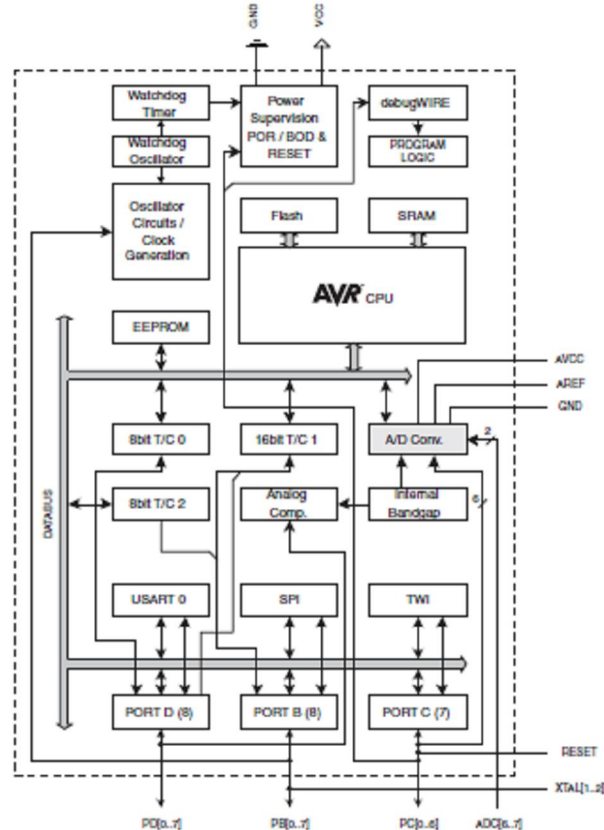 GND
VCC
Watchdog
Timer
Power
Supervision
POR / BOD &
RESET
debugWIRE
Watchdog
Oscillator
PROGRAM
LOGIC
Oscillator
Circuits /
Clock
Generation
Flash
SRAM
AVR CPU
EEPROM
AVCC
AREF
GND
8bit T/C 0
16bit T/C 1
A/D Conv.
2
DATABUS
8bit T/C 2
Analog
Comp.
Internal
Bandgap
6
USART 0
SPI
TWI
PORT D (8)
PORT B (8)
PORT C (7)
RESET
XTAL[1..2]
PD[0..7]
PB[0..7]
PC[0..6]
ADC[6..7]